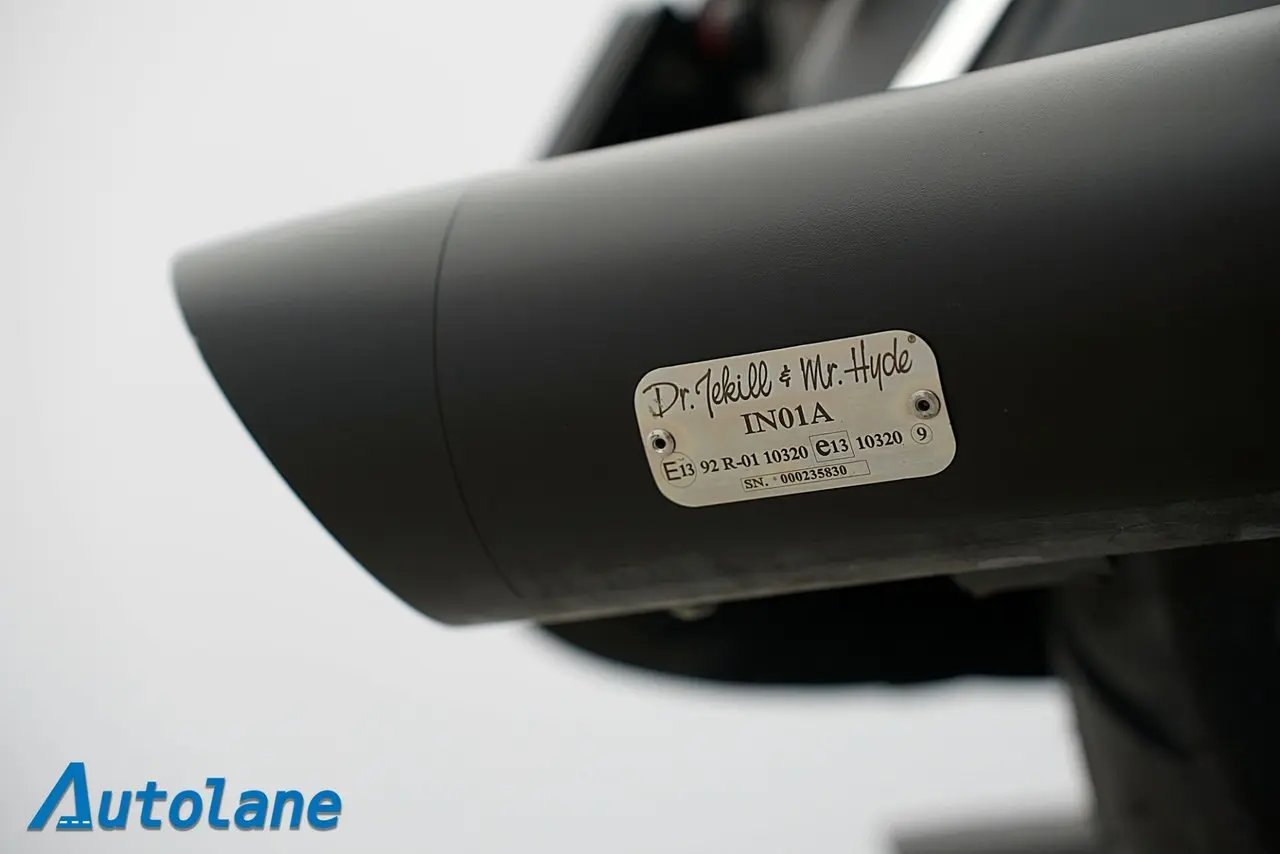 Dr. Jekill & Mr. Hyde®
IN01A
E13 92 R-01 10320 e13 10320 9
SN. * 000235830
Autolane